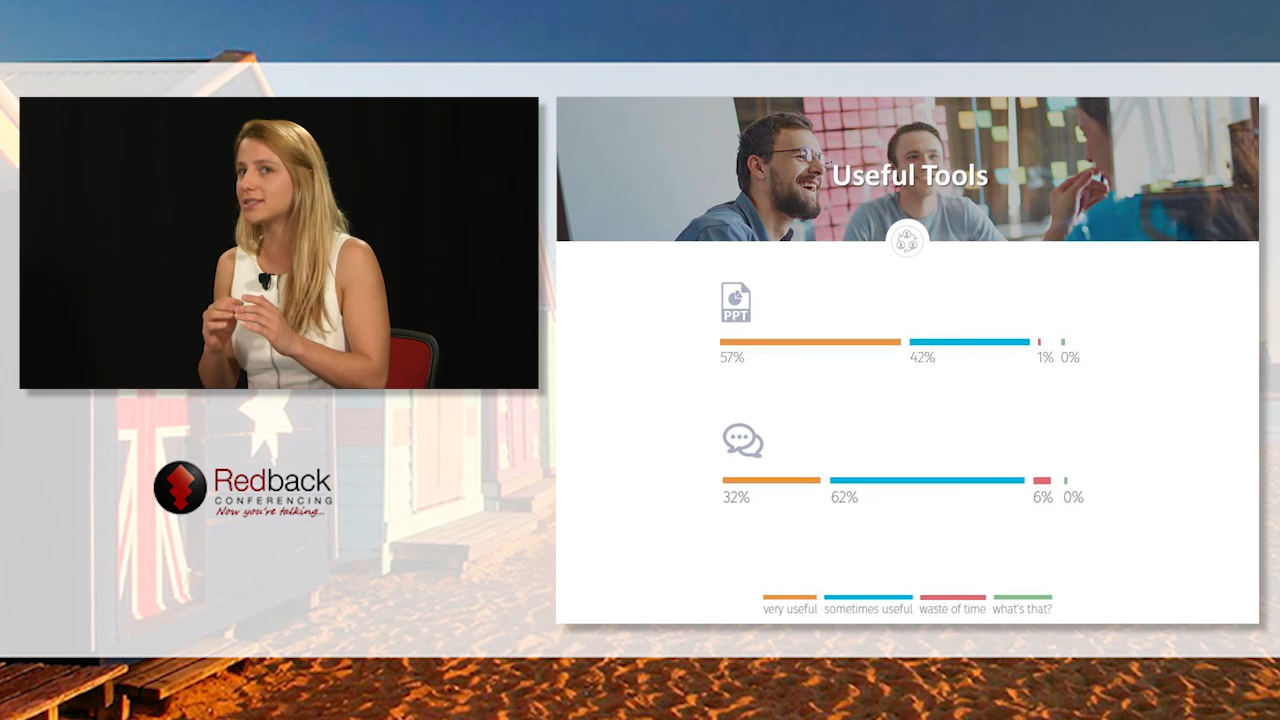 Useful Tools
PPT
57% 42% 1% 0%
32% 62% 6% 0%
very useful sometimes useful waste of time what's that?
Redback
CONFERENCING
Now you're talking...